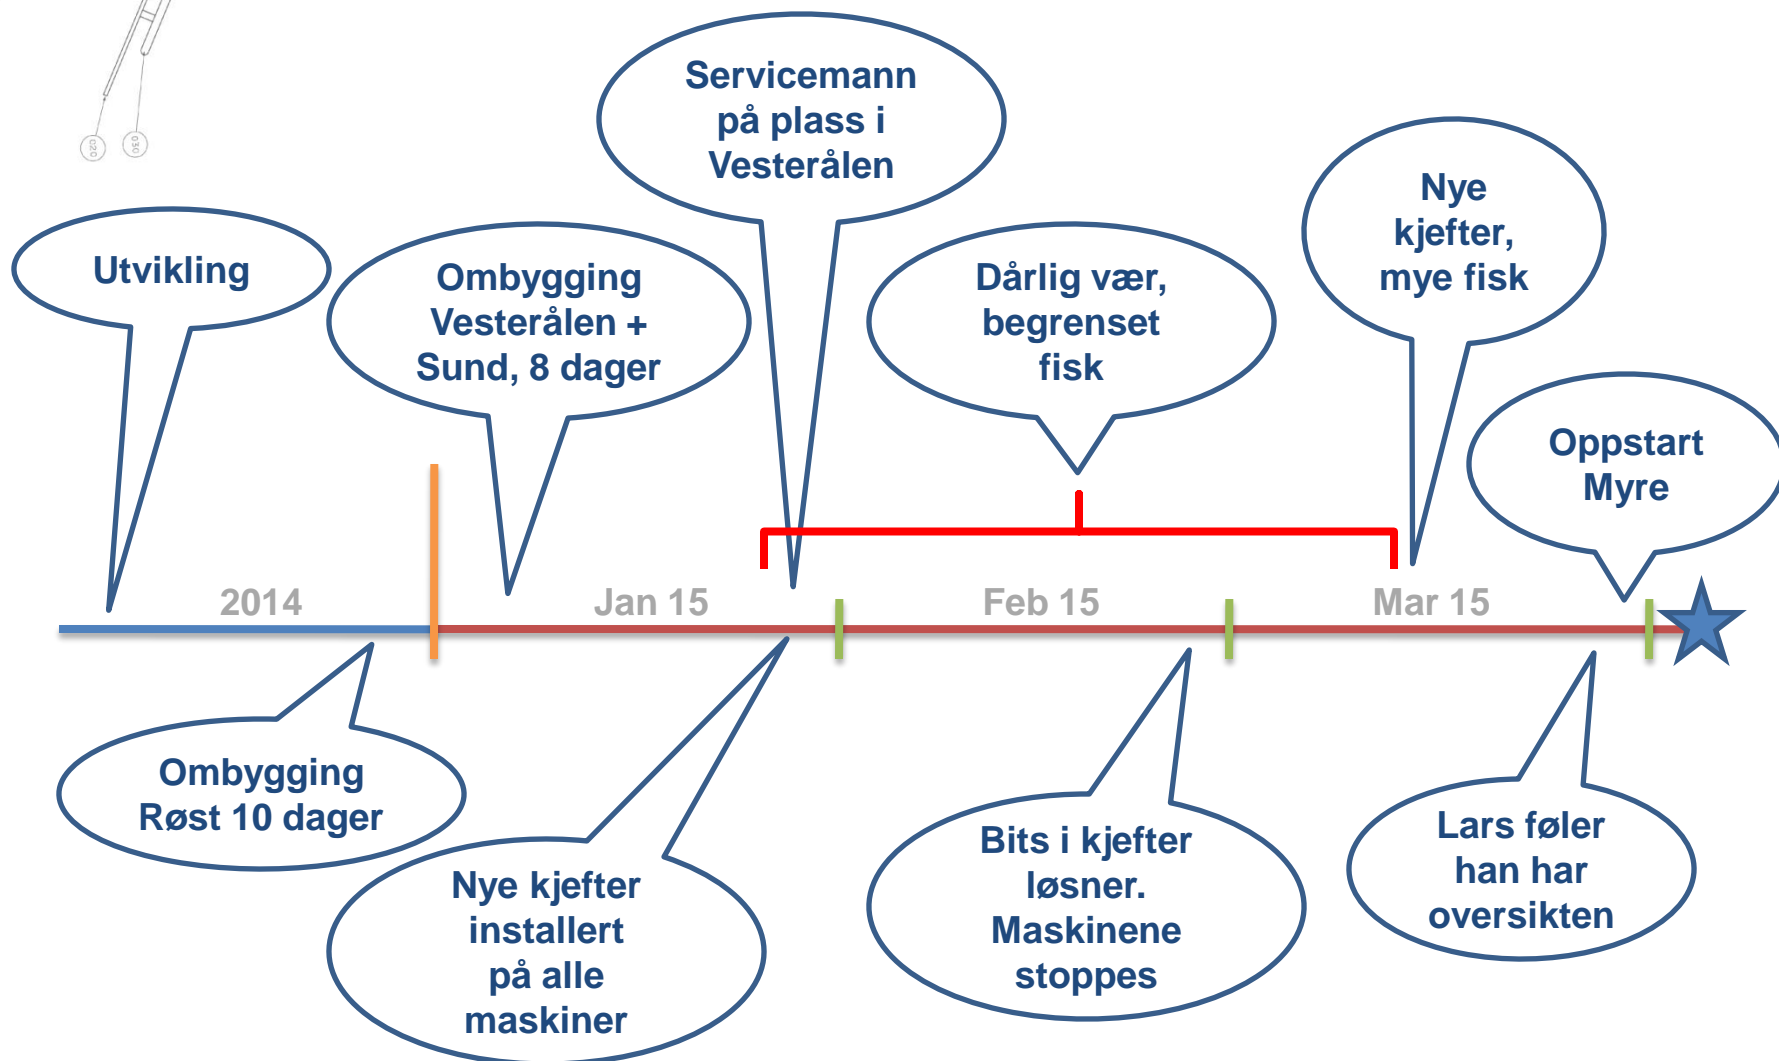 020
030
Servicemann
på plass i
Vesterålen
Nye
kjefter,
mye fisk
Utvikling
Ombygging
Vesterålen +
Sund, 8 dager
Dårlig vær,
begrenset
fisk
Oppstart
Myre
2014
Jan 15
Feb 15
Mar 15
Ombygging
Røst 10 dager
Nye kjefter
installert
på alle
maskiner
Bits i kjefter
løsner.
Maskinene
stoppes
Lars føler
han har
oversikten